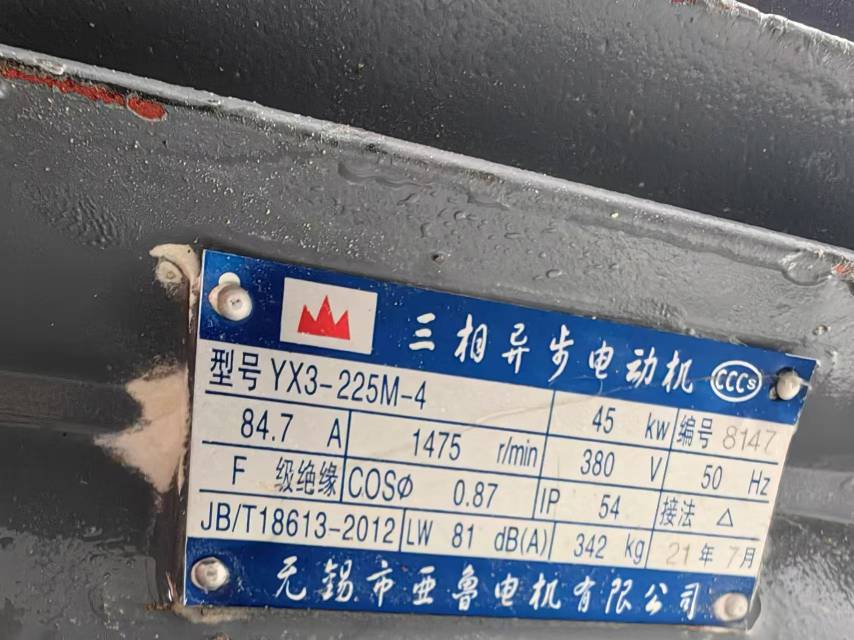 三相异步电动机 CCCs
型号 YX3-225M-4 45 kw 编号 8147
84.7 A 1475 r/min 380 V 50 Hz
F 级绝缘 COSΦ 0.87 IP 54 接法 △
JB/T18613-2012 LW 81 dB(A) 342 kg 21 年 7 月
无锡市亚鲁电机有限公司